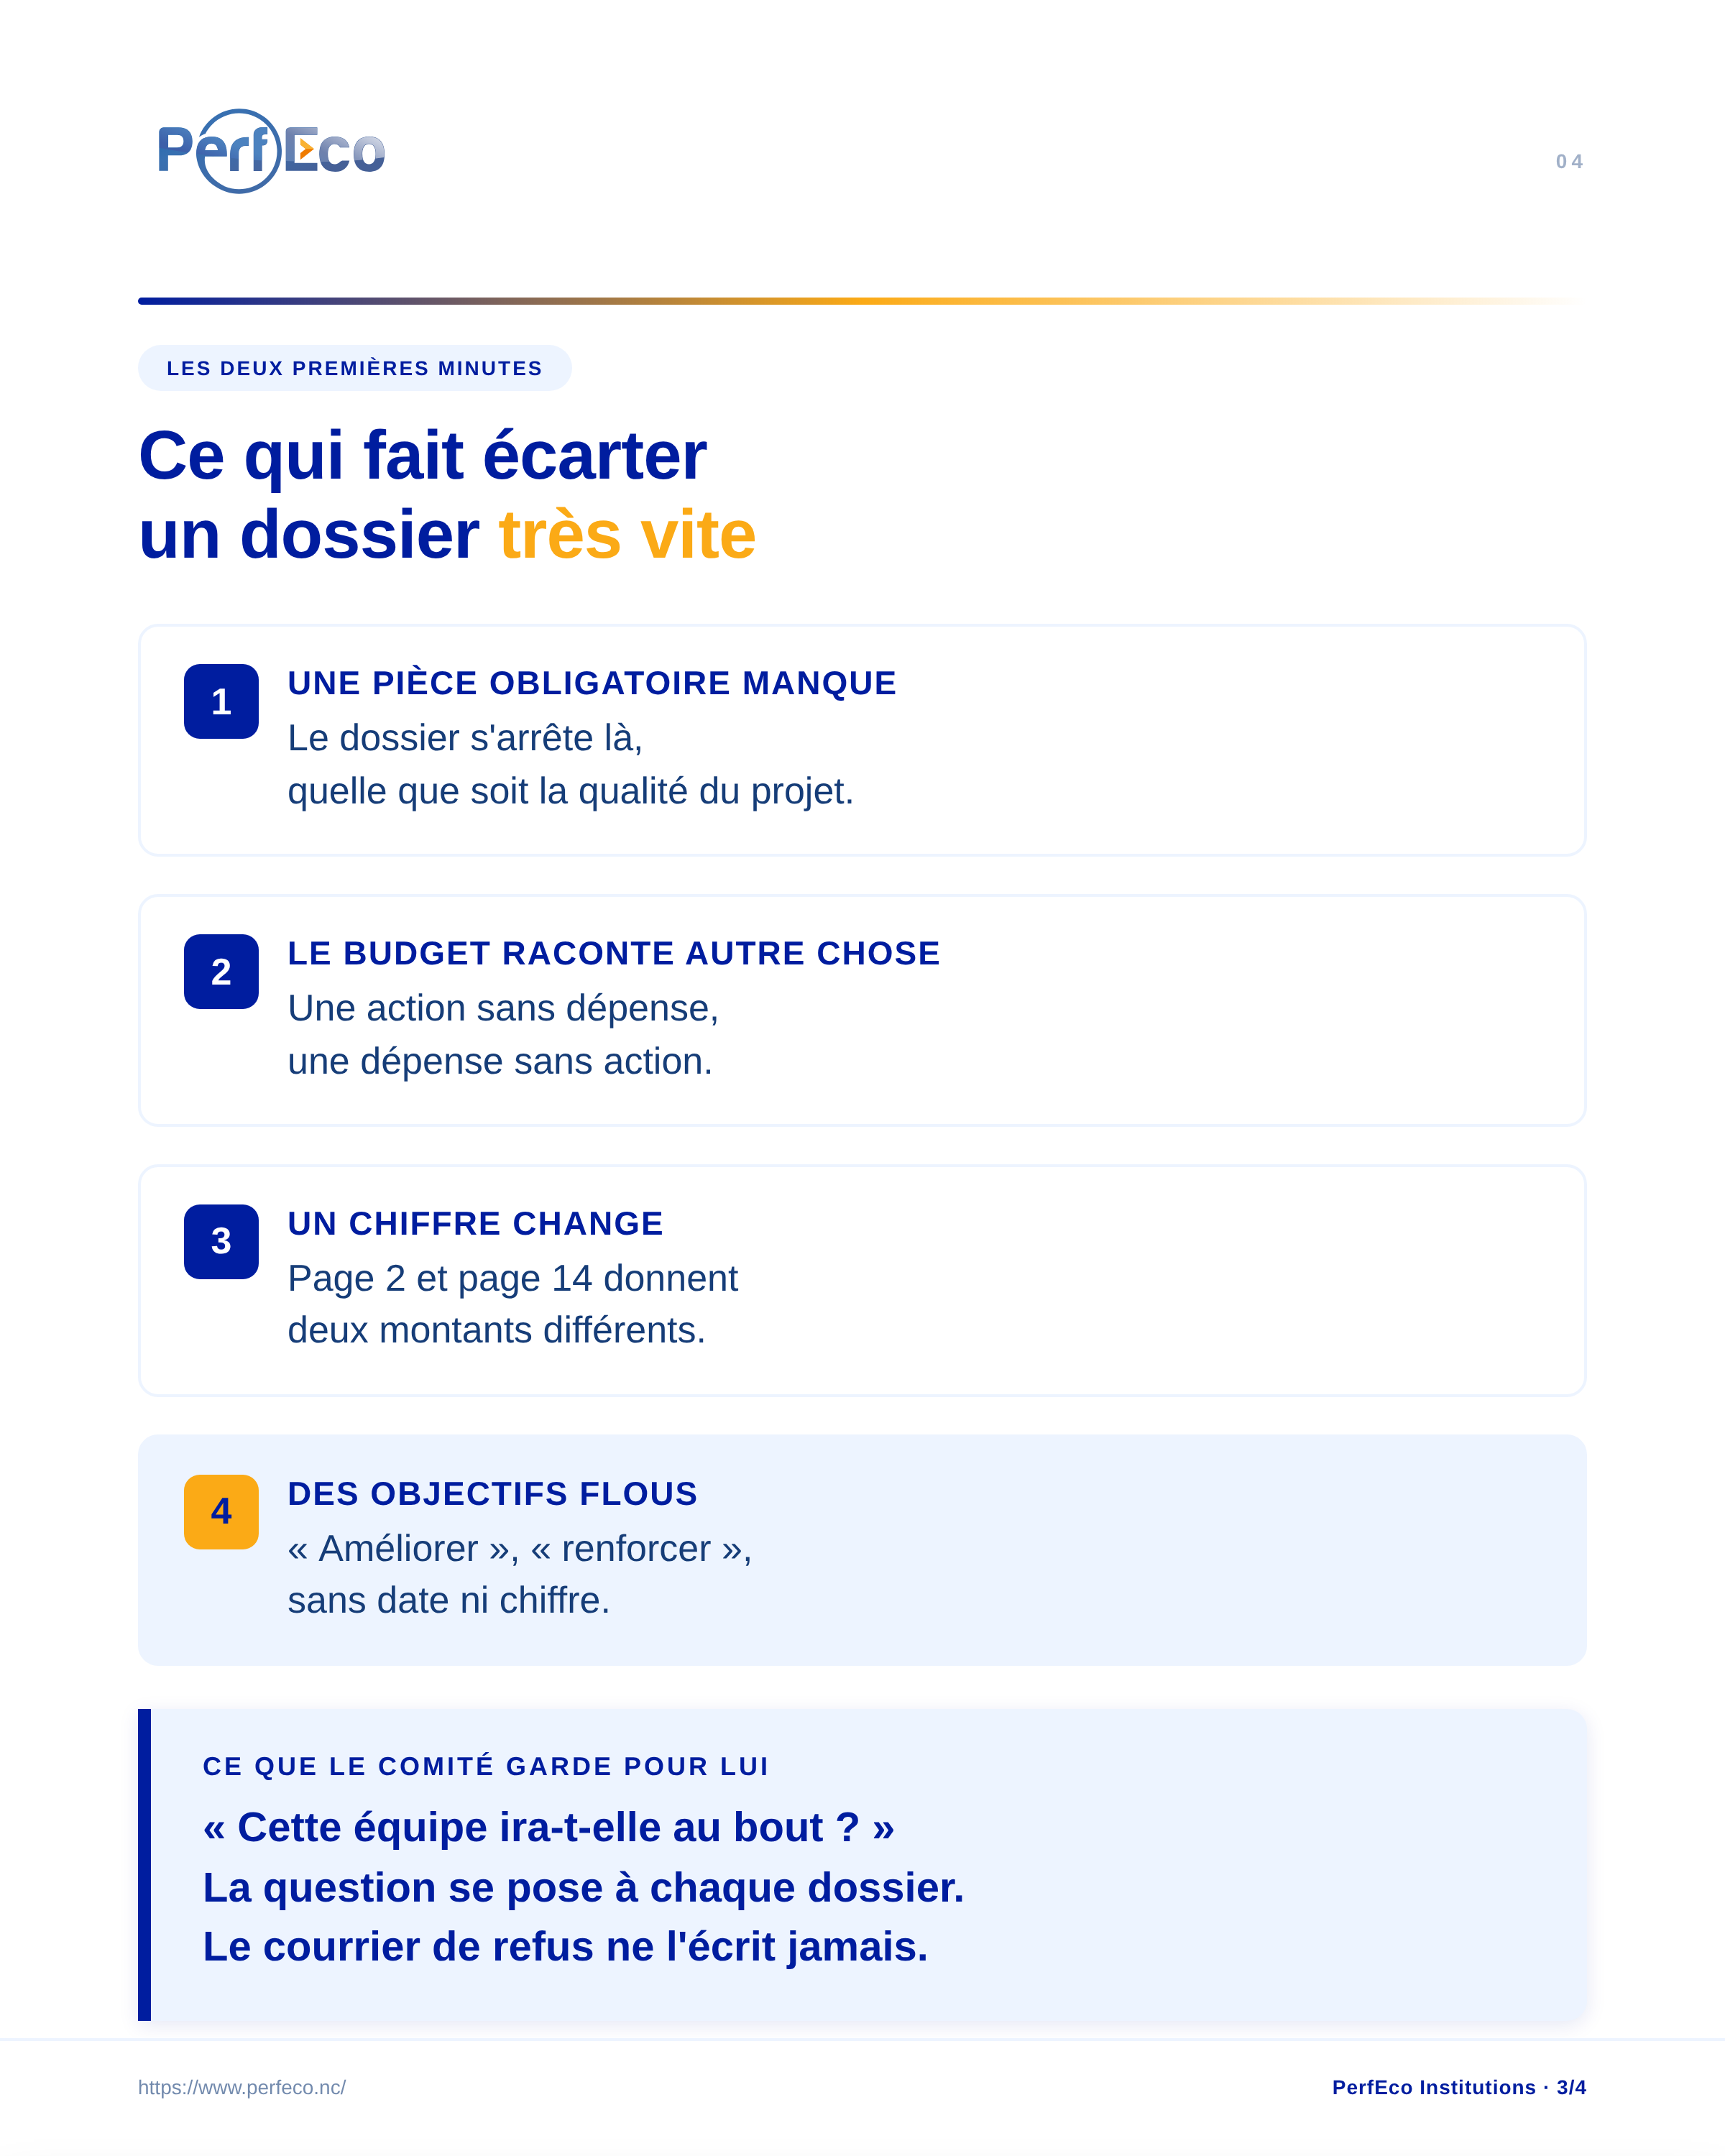 PerfEco
04
LES DEUX PREMIÈRES MINUTES
Ce qui fait écarter
un dossier très vite
1
UNE PIÈCE OBLIGATOIRE MANQUE
Le dossier s'arrête là,
quelle que soit la qualité du projet.
2
LE BUDGET RACONTE AUTRE CHOSE
Une action sans dépense,
une dépense sans action.
3
UN CHIFFRE CHANGE
Page 2 et page 14 donnent
deux montants différents.
4
DES OBJECTIFS FLOUS
« Améliorer », « renforcer »,
sans date ni chiffre.
CE QUE LE COMITÉ GARDE POUR LUI
« Cette équipe ira-t-elle au bout ? »
La question se pose à chaque dossier.
Le courrier de refus ne l'écrit jamais.
https://www.perfeco.nc/
PerfEco Institutions · 3/4